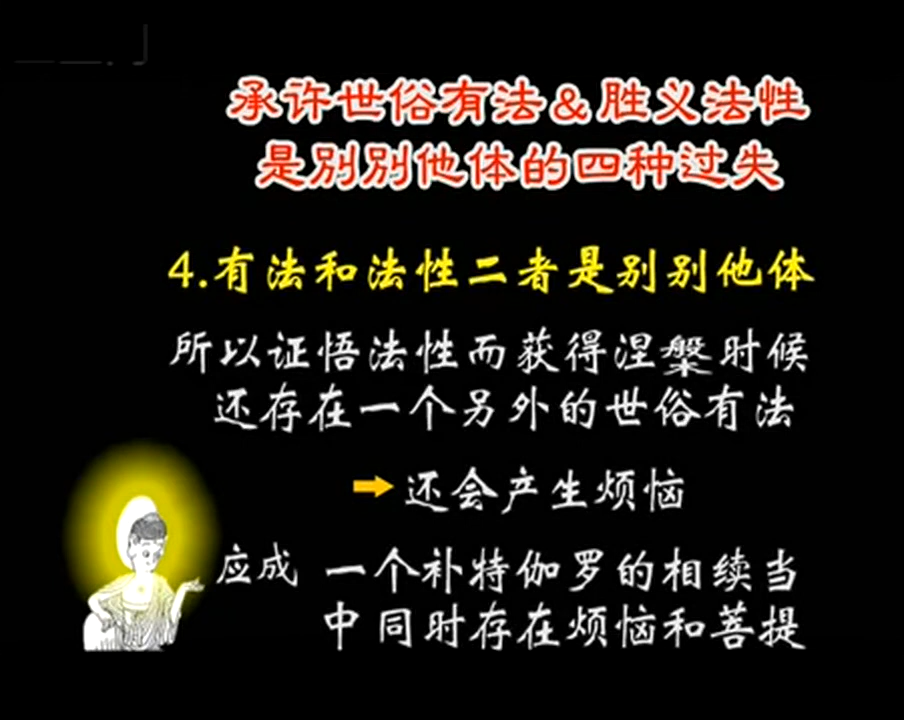 承许世俗有法&胜义法性
是别别他体的四种过失
4.有法和法性二者是别别他体
所以证悟法性而获得涅槃时候
还存在一个另外的世俗有法
➡还会产生烦恼
应成 一个补特伽罗的相续当
中同时存在烦恼和菩提